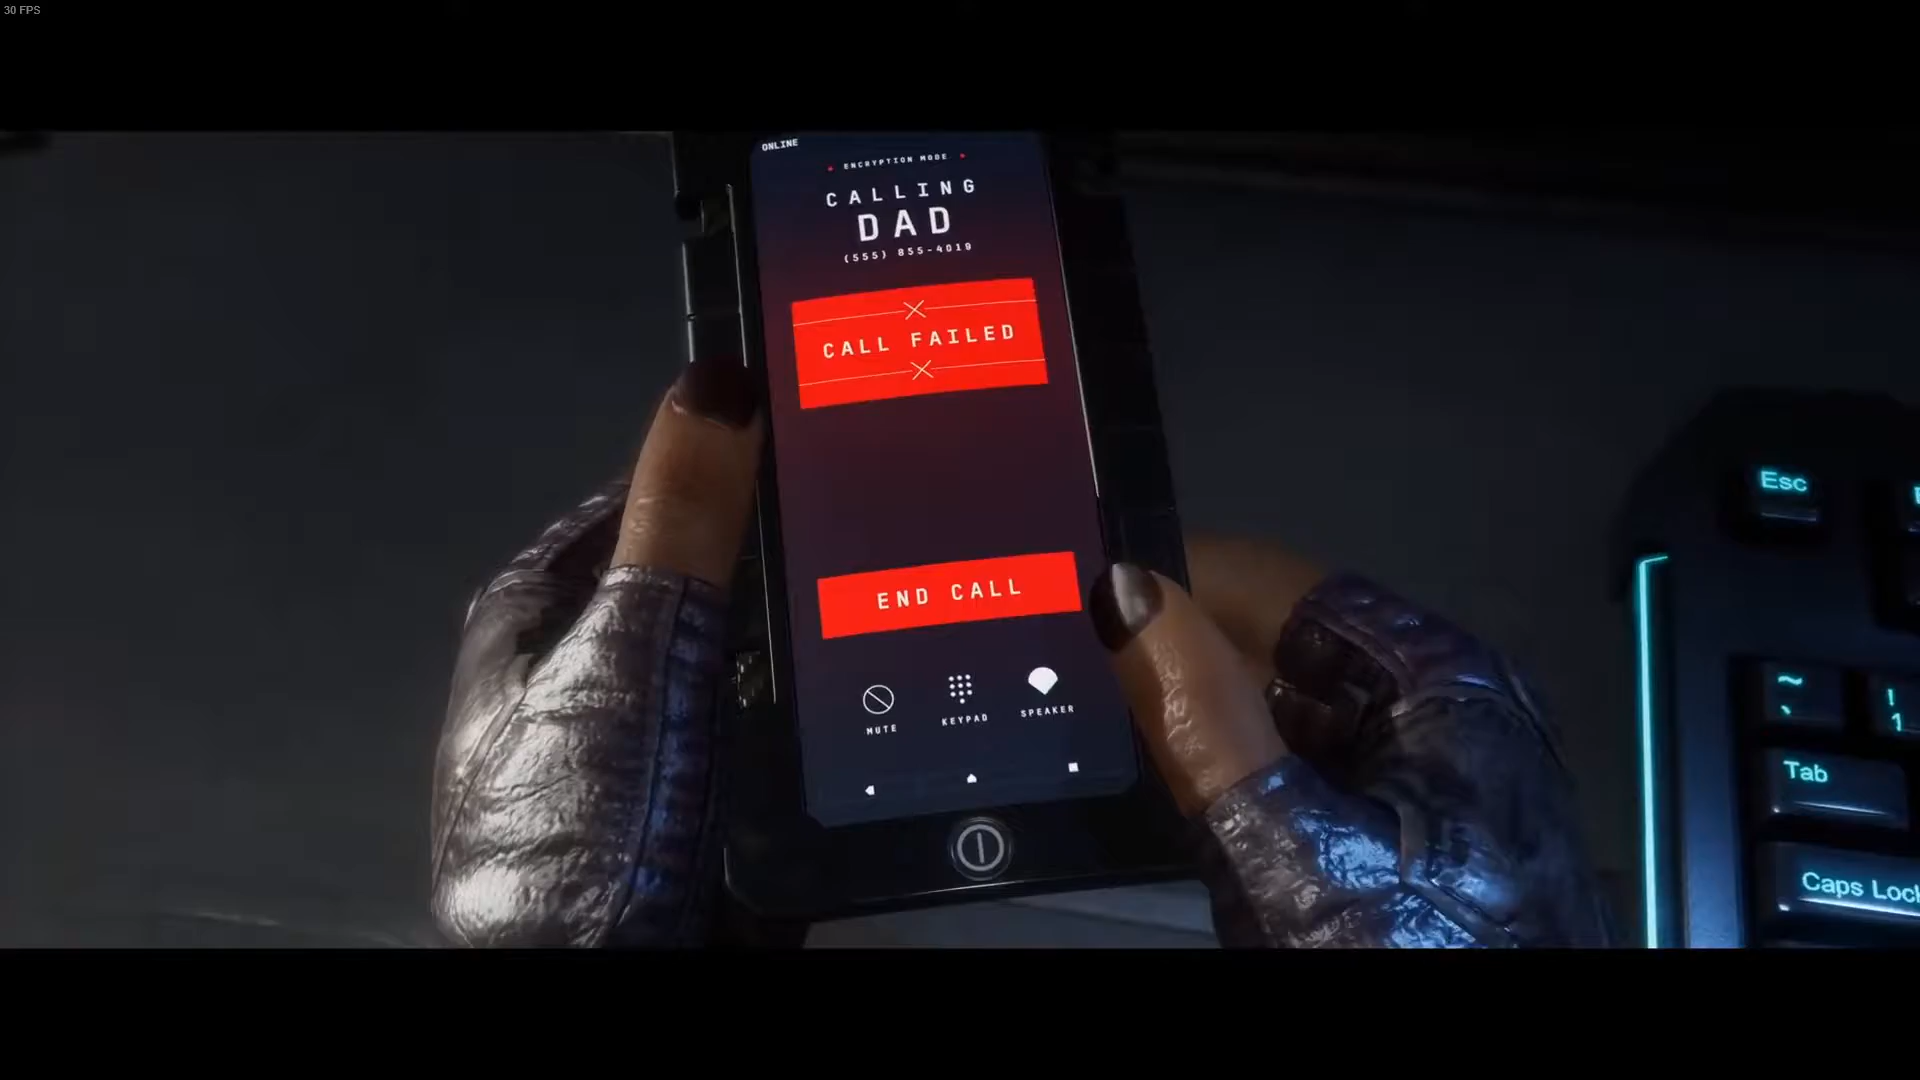 30 FPS
ONLINE
ENCRYPTION MODE
CALLING
DAD
(555) 855-4019
CALL FAILED
END CALL
MUTE
KEYPAD
SPEAKER
Esc
~
!
1
Tab
Caps Lock